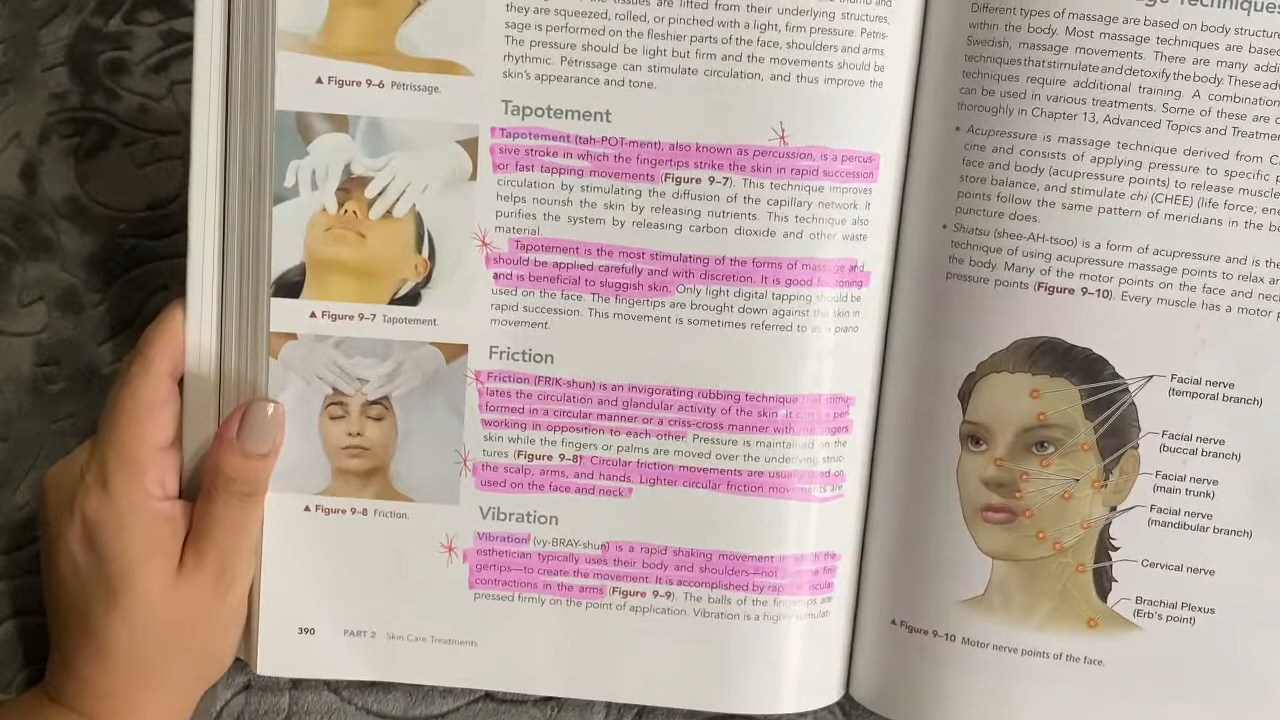 tissues are lifted from their underlying structures,
they are squeezed, rolled, or pinched with a light, firm pressure. Pétris-
sage is performed on the fleshier parts of the face, shoulders and arms.
The pressure should be light but firm and the movements should be
rhythmic. Pétrissage can stimulate circulation, and thus improve the
skin's appearance and tone.
▲ Figure 9–6 Pétrissage.
Tapotement
Tapotement (tah-POT-ment), also known as percussion, is a percus-
sive stroke in which the fingertips strike the skin in rapid succession
or fast tapping movements (Figure 9–7). This technique improves
circulation by stimulating the diffusion of the capillary network. It
helps nourish the skin by releasing nutrients. This technique also
purifies the system by releasing carbon dioxide and other waste
material.
Tapotement is the most stimulating of the forms of massage and
should be applied carefully and with discretion. It is good for toning
and is beneficial to sluggish skin. Only light digital tapping should be
used on the face. The fingertips are brought down against the skin in
rapid succession. This movement is sometimes referred to as a piano
movement.
▲ Figure 9–7 Tapotement.
Friction
Friction (FRIK-shun) is an invigorating rubbing technique that stimu-
lates the circulation and glandular activity of the skin. It can be per-
formed in a circular manner or a criss-cross manner with the fingers
working in opposition to each other. Pressure is maintained on the
skin while the fingers or palms are moved over the underlying struc-
tures (Figure 9–8). Circular friction movements are usually used on
the scalp, arms, and hands. Lighter circular friction movements are
used on the face and neck.
▲ Figure 9–8 Friction.
Vibration
Vibration (vy-BRAY-shun) is a rapid shaking movement in which the
esthetician typically uses their body and shoulders—not the fin-
gertips—to create the movement. It is accomplished by rapid muscular
contractions in the arms (Figure 9–9). The balls of the fingertips are
pressed firmly on the point of application. Vibration is a highly stimulat-
390 PART 2 Skin Care Treatments
Techniques
Different types of massage are based on body structur
within the body. Most massage techniques are base
Swedish, massage movements. There are many addi
techniques that stimulate and detoxify the body. These adv
techniques require additional training. A combination
can be used in various treatments. Some of these are c
thoroughly in Chapter 13, Advanced Topics and Treatme
• Acupressure is massage technique derived from C
cine and consists of applying pressure to specific p
face and body (acupressure points) to release muscle
store balance, and stimulate chi (CHEE) (life force; en
points follow the same pattern of meridians in the b
puncture does.
• Shiatsu (shee-AH-tsoo) is a form of acupressure and is the
technique of using acupressure massage points to relax a
the body. Many of the motor points on the face and nec
pressure points (Figure 9–10). Every muscle has a motor p
Facial nerve
(temporal branch)
Facial nerve
(buccal branch)
Facial nerve
(main trunk)
Facial nerve
(mandibular branch)
Cervical nerve
Brachial Plexus
(Erb's point)
▲ Figure 9–10 Motor nerve points of the face.